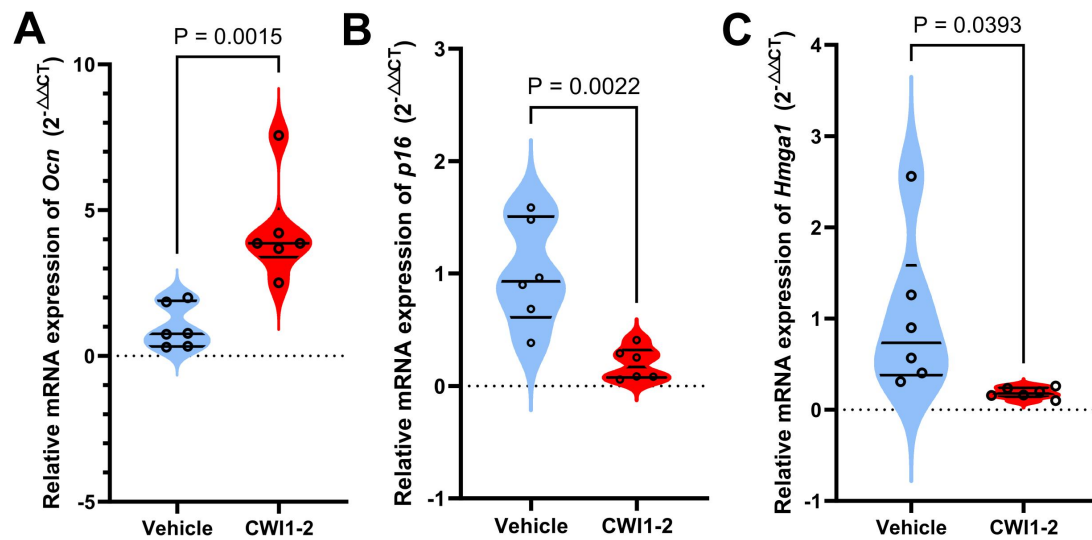 A
P = 0.0015
Relative mRNA expression of Ocn (2^-ΔΔCT)
10
5
0
-5
Vehicle
CWI1-2
B
P = 0.0022
Relative mRNA expression of p16 (2^-ΔΔCT)
3
2
1
0
-1
Vehicle
CWI1-2
C
P = 0.0393
Relative mRNA expression of Hmga1 (2^-ΔΔCT)
4
3
2
1
0
-1
Vehicle
CWI1-2